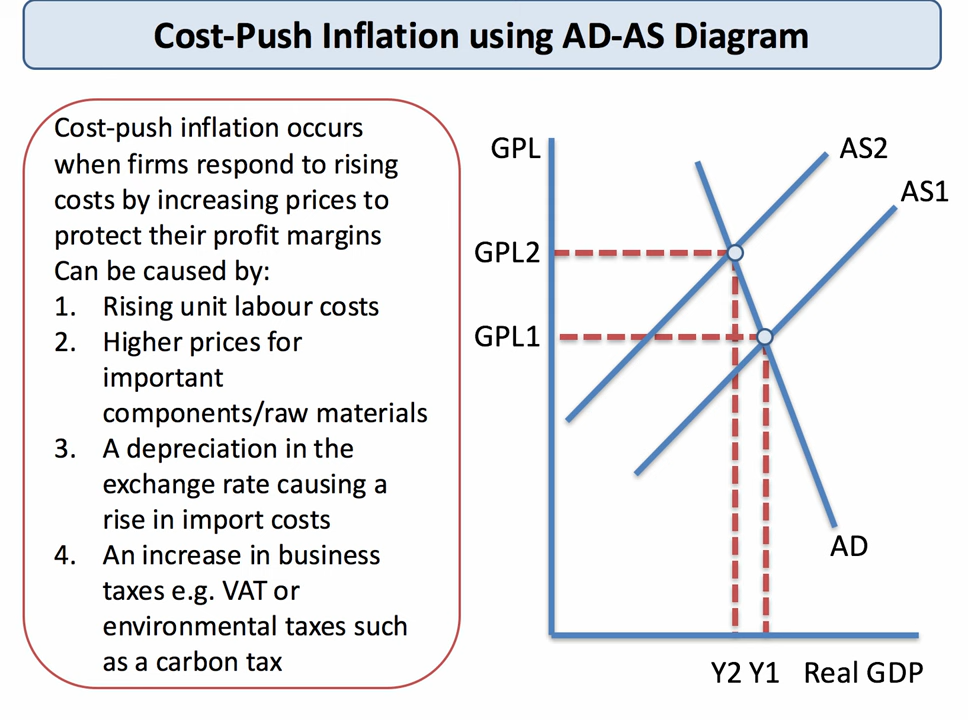 Cost-Push Inflation using AD-AS Diagram
Cost-push inflation occurs
when firms respond to rising
costs by increasing prices to
protect their profit margins
Can be caused by:
1. Rising unit labour costs
2. Higher prices for
important
components/raw materials
3. A depreciation in the
exchange rate causing a
rise in import costs
4. An increase in business
taxes e.g. VAT or
environmental taxes such
as a carbon tax
GPL
AS2
AS1
GPL2
GPL1
AD
Y2 Y1 Real GDP